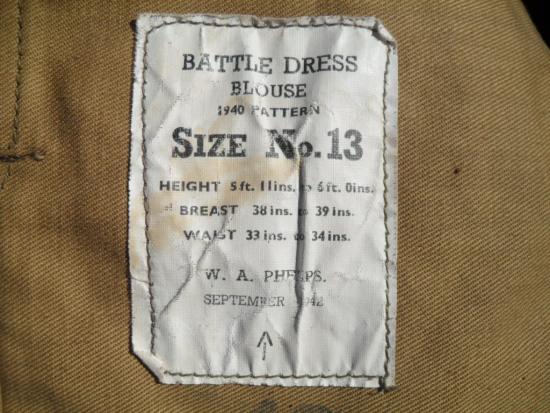 BATTLE DRESS
BLOUSE
1940 PATTERN
SIZE No. 13
HEIGHT 5 ft. 11 ins. to 6 ft. 0 ins.
BREAST 38 ins. to 39 ins.
WAIST 33 ins. to 34 ins.
W. A. PHELPS.
SEPTEMBER 1942